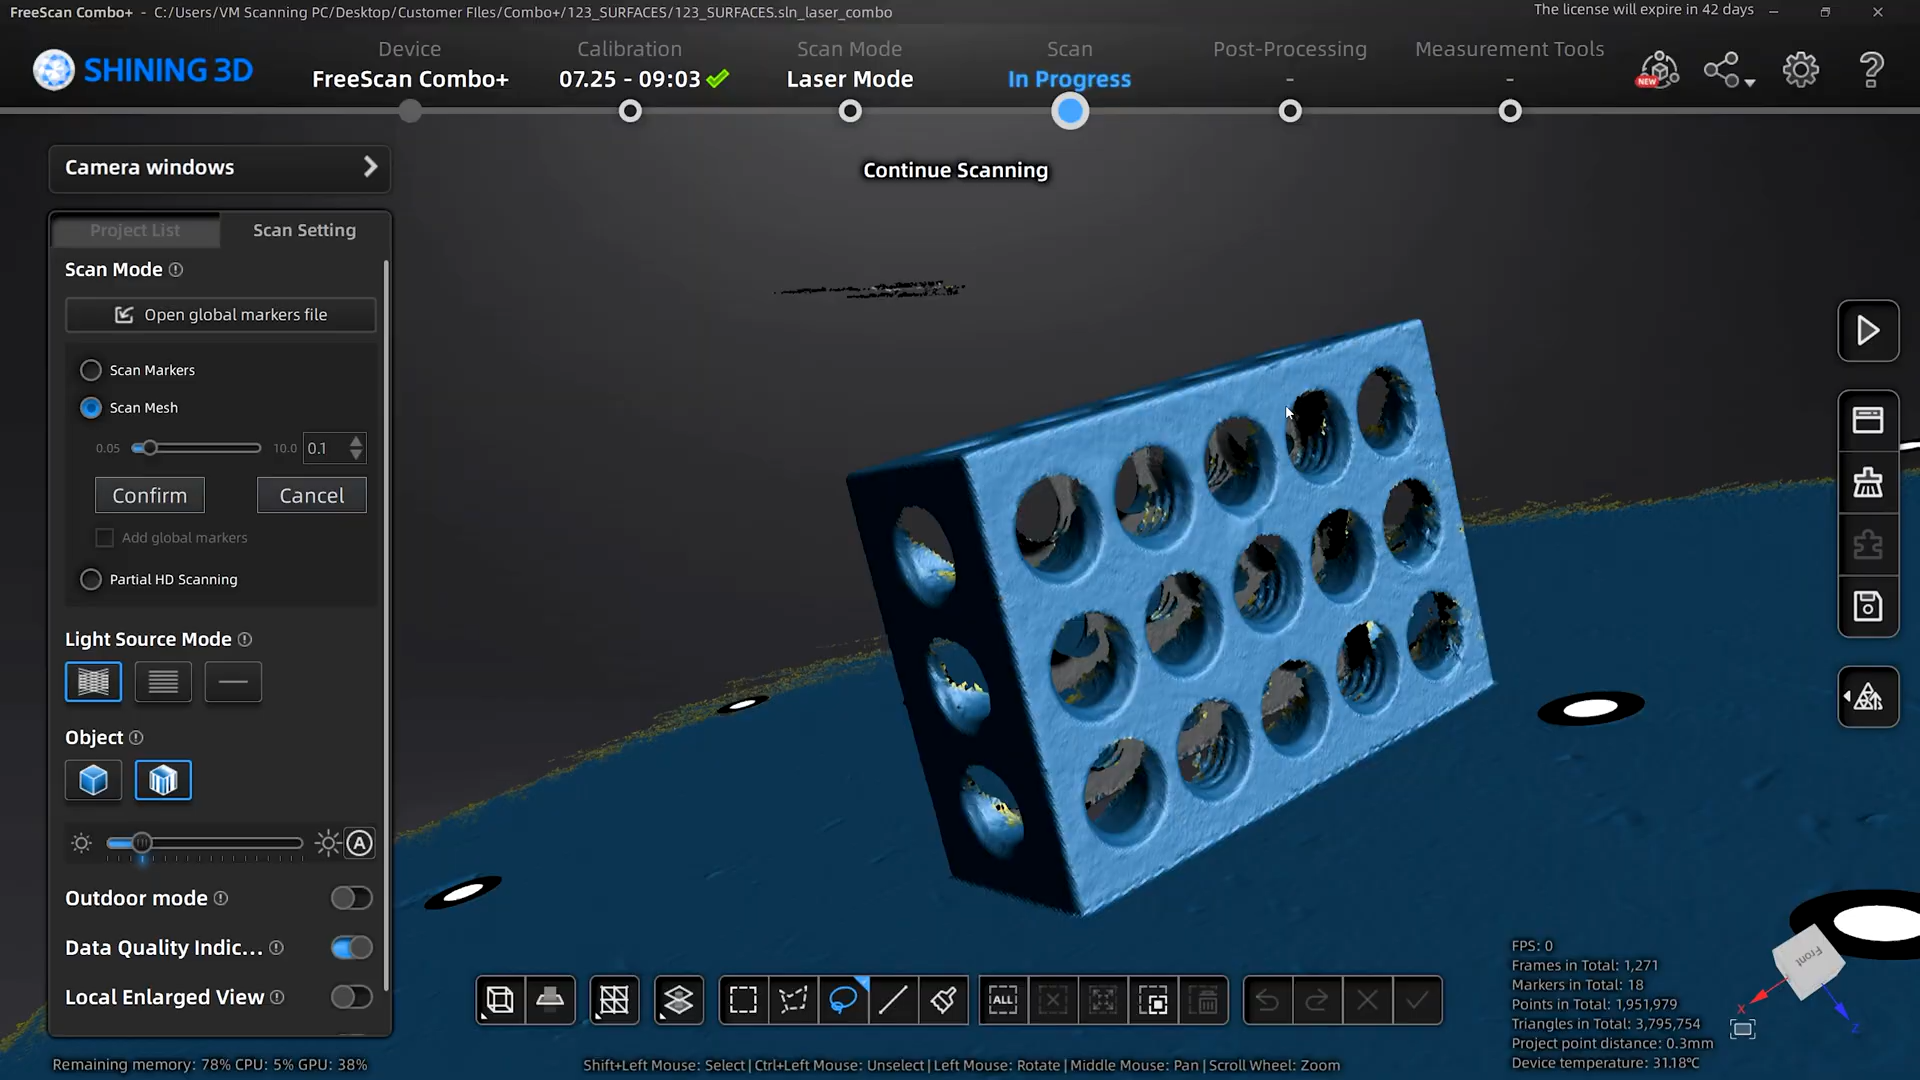 FreeScan Combo+ - C:/Users/VM Scanning PC/Desktop/Customer FIles/Combo+/123_SURFACES/123_SURFACES.sln_laser_combo
The license will expire in 42 days
SHINING 3D
Device
FreeScan Combo+
Calibration
07.25 - 09:03
Scan Mode
Laser Mode
Scan
In Progress
Post-Processing
-
Measurement Tools
-
NEW
Camera windows
Continue Scanning
Project List
Scan Setting
Scan Mode
Open global markers file
Scan Markers
Scan Mesh
0.05
10.0
0.1
Confirm
Cancel
Add global markers
Partial HD Scanning
Light Source Mode
Object
A
Outdoor mode
Data Quality Indic...
Local Enlarged View
ALL
FPS: 0
Frames in Total: 1,271
Markers in Total: 18
Points in Total: 1,951,979
Triangles in Total: 3,795,754
Project point distance: 0.3mm
Device temperature: 31.18℃
Front
X
Z
Remaining memory: 78% CPU: 5% GPU: 38%
Shift+Left Mouse: Select | Ctrl+Left Mouse: Unselect | Left Mouse: Rotate | Middle Mouse: Pan | Scroll Wheel: Zoom